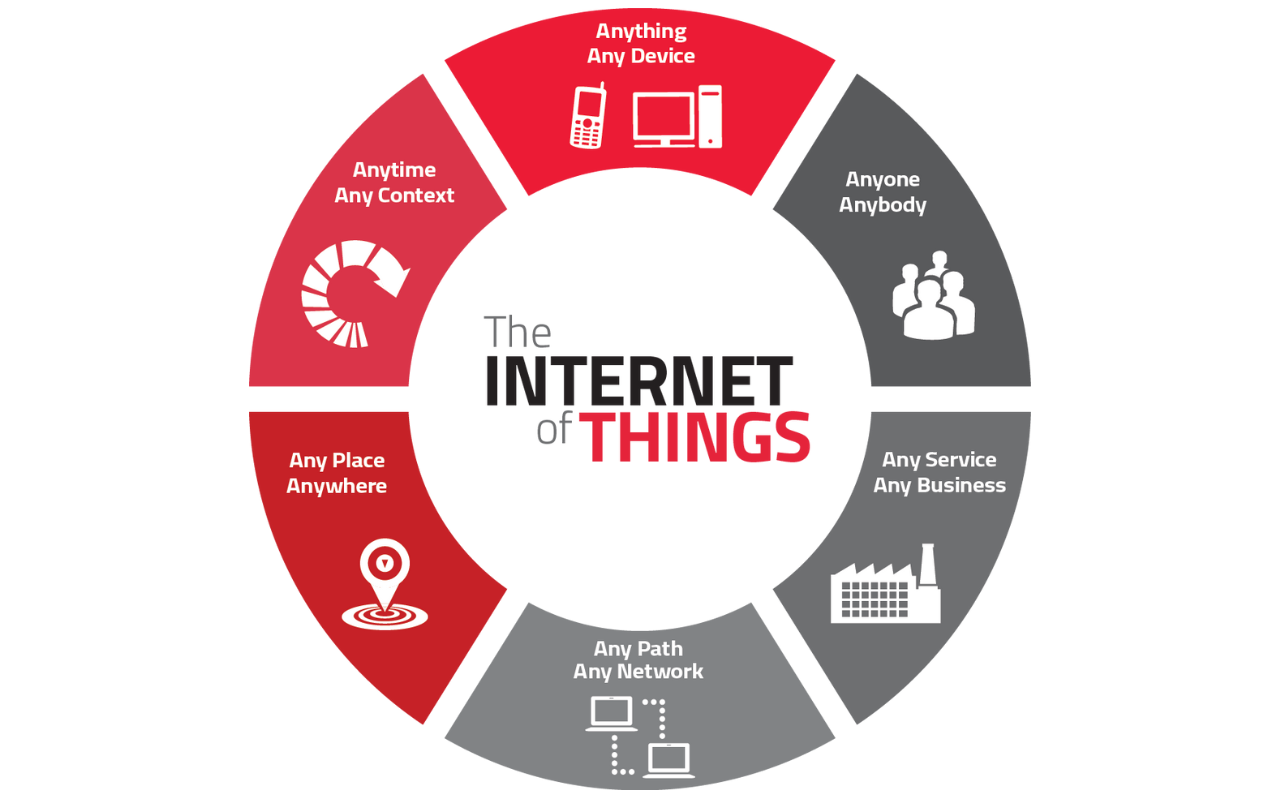 Anything
Any Device
Anyone
Anybody
Any Service
Any Business
Any Path
Any Network
Any Place
Anywhere
Anytime
Any Context
The
INTERNET
of THINGS